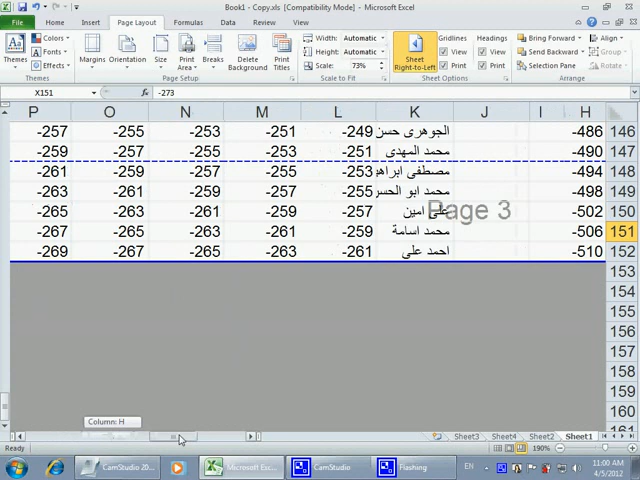 Book1 - Copy.xls [Compatibility Mode] - Microsoft Excel
File Home Insert Page Layout Formulas Data Review View
Themes Colors Fonts Effects
Margins Orientation Size Print Area Breaks Background Delete Background Print Titles
Width: Automatic
Height: Automatic
Scale: 73%
Sheet Right-to-Left
Gridlines Headings
View View
Print Print
Bring Forward Send Backward Selection Pane
Align Group Rotate
Themes Page Setup Scale to Fit Sheet Options Arrange
X151 fx -273
P O N M L K J I H
-257 -255 -253 -251 -249 الجوهرى حسن -486 146
-259 -257 -255 -253 -251 محمد المهدى -490 147
-261 -259 -257 -255 -253 مصطفى ابراهي -494 148
-263 -261 -259 -257 -255 محمد ابو الحسن -498 149
-265 -263 -261 -259 -257 على امين -502 150
Page 3
-267 -265 -263 -261 -259 محمد اسامة -506 151
-269 -267 -265 -263 -261 احمد على -510 152
153
154
155
156
157
158
159
160
161
Column: H
Sheet3 Sheet4 Sheet2 Sheet1
Ready 190%
CamStudio 20... Microsoft Exc... CamStudio Flashing EN 11:00 AM
4/5/2012